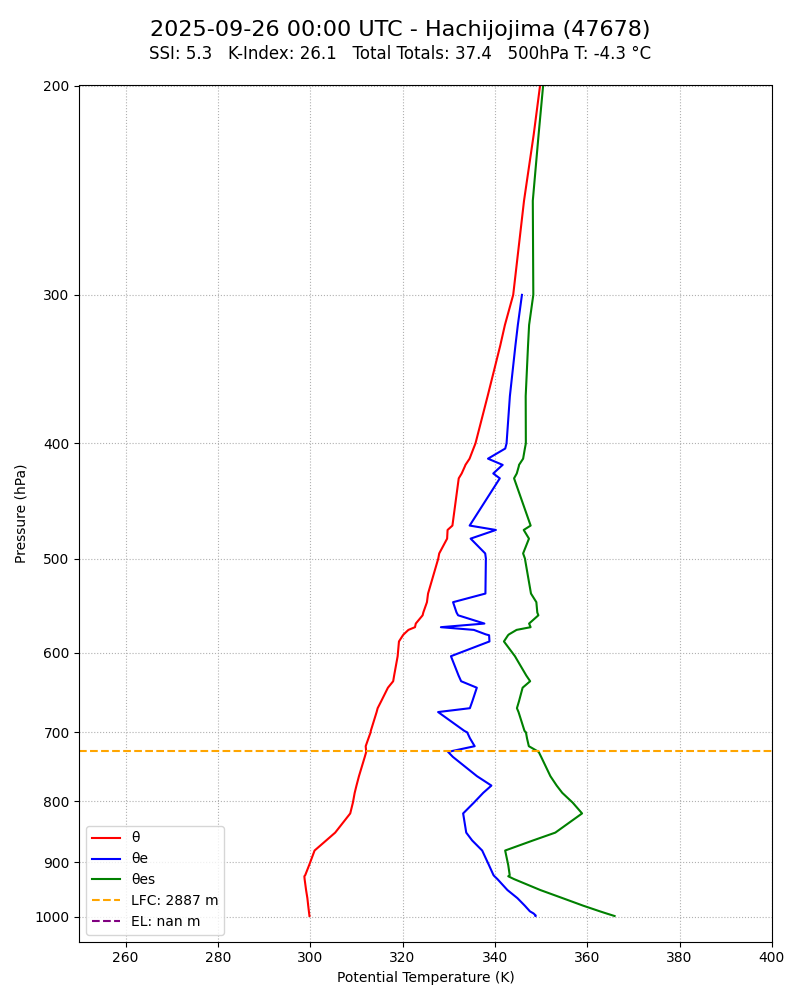 2025-09-26 00:00 UTC - Hachijojima (47678)
SSI: 5.3   K-Index: 26.1   Total Totals: 37.4   500hPa T: -4.3 °C
Pressure (hPa)
200
300
400
500
600
700
800
900
1000
θ
θe
θes
LFC: 2887 m
EL: nan m
260 280 300 320 340 360 380 400
Potential Temperature (K)